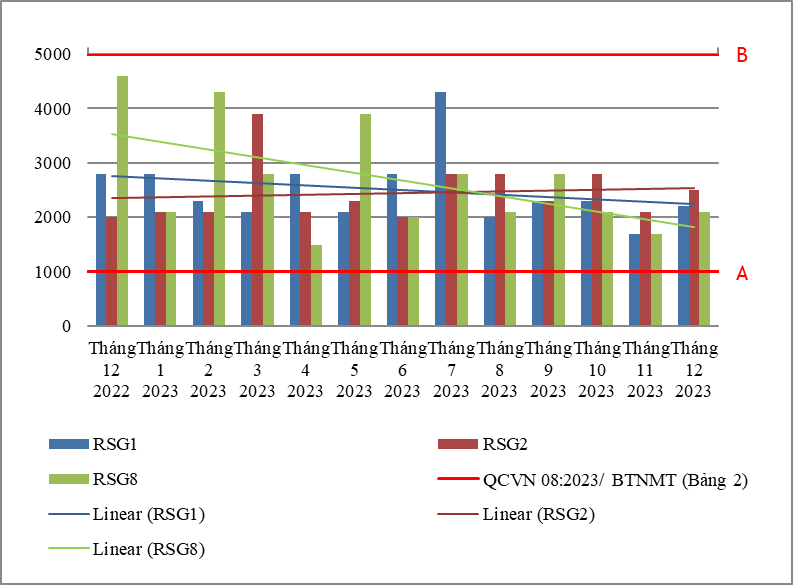 5000
B
4000
3000
2000
1000
A
0
Tháng Tháng Tháng Tháng Tháng Tháng Tháng Tháng Tháng Tháng Tháng Tháng Tháng
12 1 2 3 4 5 6 7 8 9 10 11 12
2022 2023 2023 2023 2023 2023 2023 2023 2023 2023 2023 2023 2023
RSG1 RSG2
RSG8 QCVN 08:2023/ BTNMT (Bảng 2)
Linear (RSG1) Linear (RSG2)
Linear (RSG8)